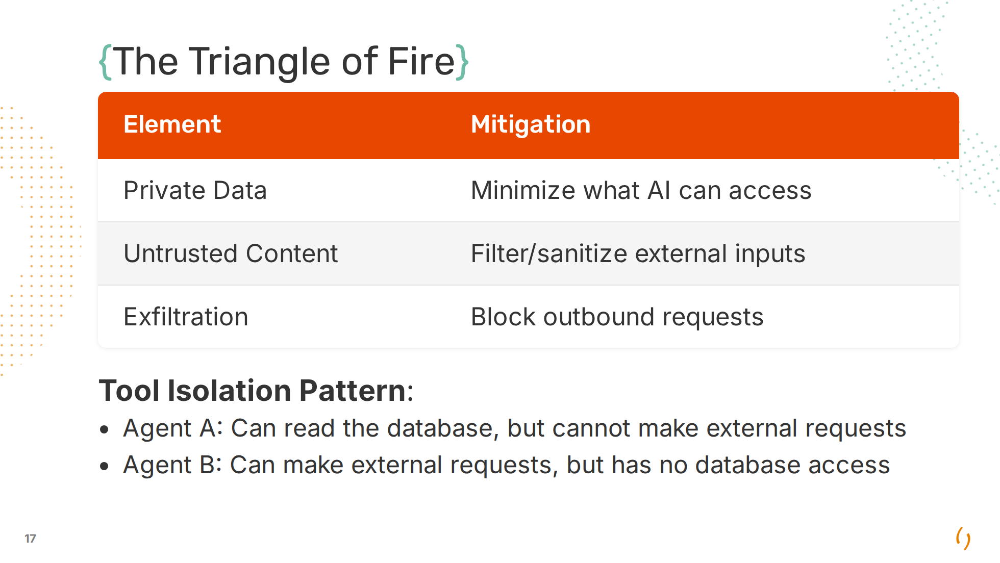 {The Triangle of Fire}
Element Mitigation
Private Data Minimize what AI can access
Untrusted Content Filter/sanitize external inputs
Exfiltration Block outbound requests
Tool Isolation Pattern:
• Agent A: Can read the database, but cannot make external requests
• Agent B: Can make external requests, but has no database access
17